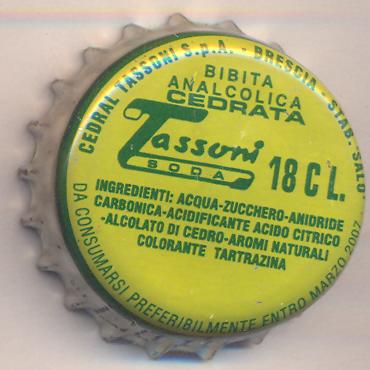 CEDRAL TASSONI S.p.A. - BRESCIA - STAB. SALO'
BIBITA
ANALCOLICA
CEDRATA
Tassoni
SODA
18 CL.
INGREDIENTI: ACQUA-ZUCCHERO-ANIDRIDE
CARBONICA-ACIDIFICANTE ACIDO CITRICO
-ALCOLATO DI CEDRO-AROMI NATURALI
COLORANTE TARTRAZINA
DA CONSUMARSI PREFERIBILMENTE ENTRO MARZO 2007